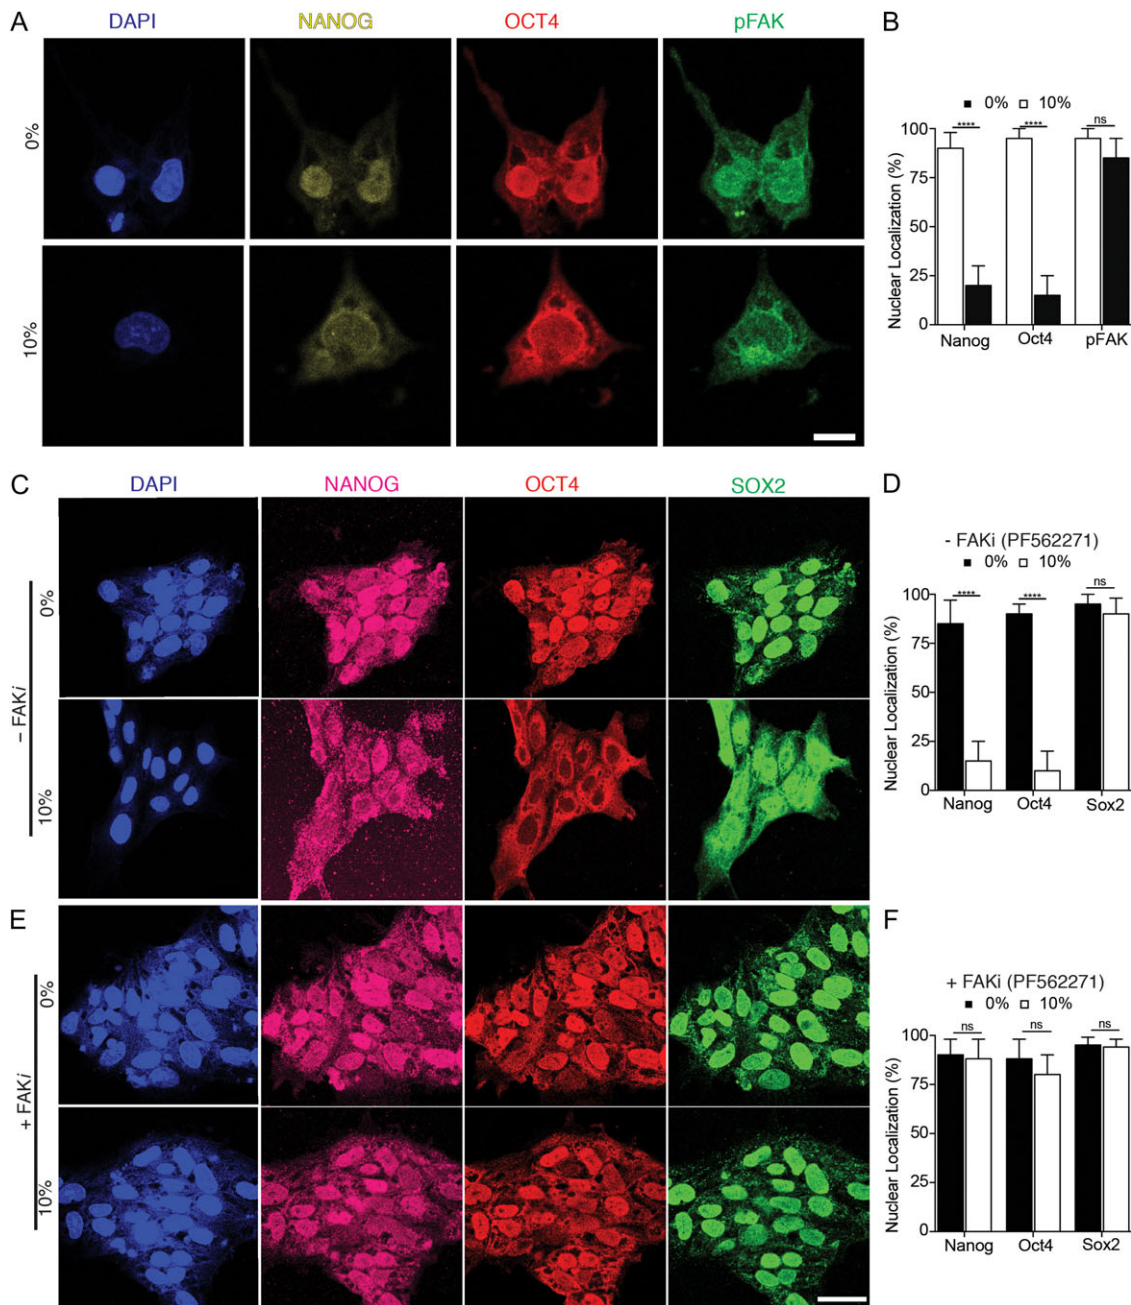 A
DAPI NANOG OCT4 pFAK
0%
10%
B
0% 10%
**** **** ns
Nuclear Localization (%)
100
75
50
25
0
Nanog Oct4 pFAK
C
DAPI NANOG OCT4 SOX2
– FAKi
0%
10%
D
- FAKi (PF562271)
0% 10%
**** **** ns
Nuclear Localization (%)
100
75
50
25
0
Nanog Oct4 Sox2
E
+ FAKi
0%
10%
F
+ FAKi (PF562271)
0% 10%
ns ns ns
Nuclear Localization (%)
100
75
50
25
0
Nanog Oct4 Sox2